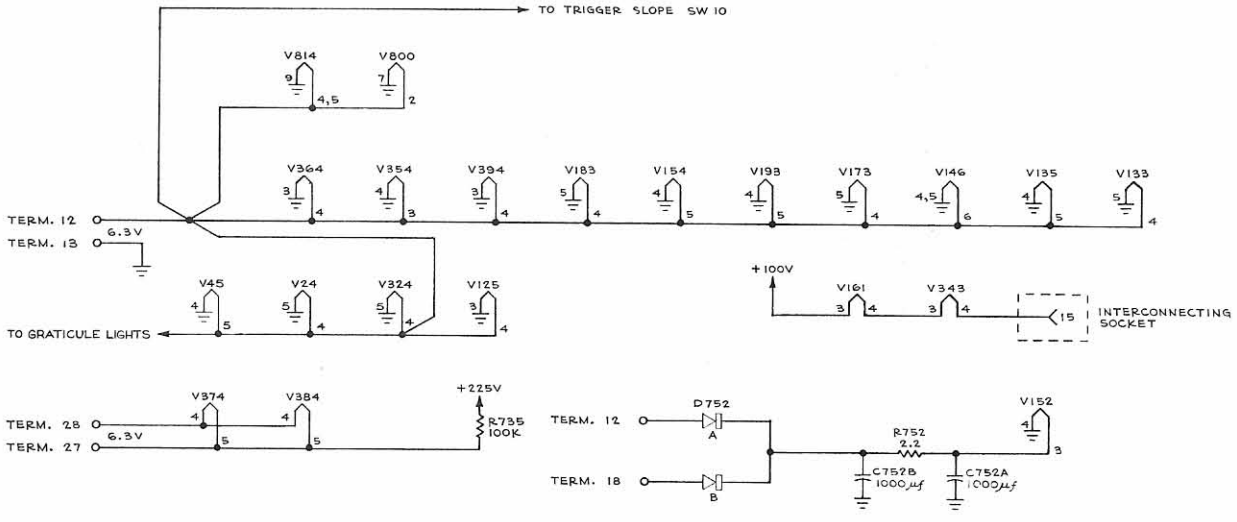 TO TRIGGER SLOPE SW 10
V814 V800
9 7
4,5 2
V364 V354 V394 V183 V154 V193 V173 V146 V135 V133
3 4 3 5 4 4 5 4,5 4 5
4 3 4 4 5 5 4 6 5 4
TERM. 12
6.3V
TERM. 13
V45 V24 V324 V125
4 5 5 3
5 4 4 4
TO GRATICULE LIGHTS
+100V
V161 V343
3 4 3 4
15
INTERCONNECTING
SOCKET
V374 V384
4 4
5 5
TERM. 28
6.3V
TERM. 27
+225V
R735
100K
TERM. 12
D752
A
TERM. 18
B
R752
2.2
C752B
1000µf
C752A
1000µf
V152
4
3